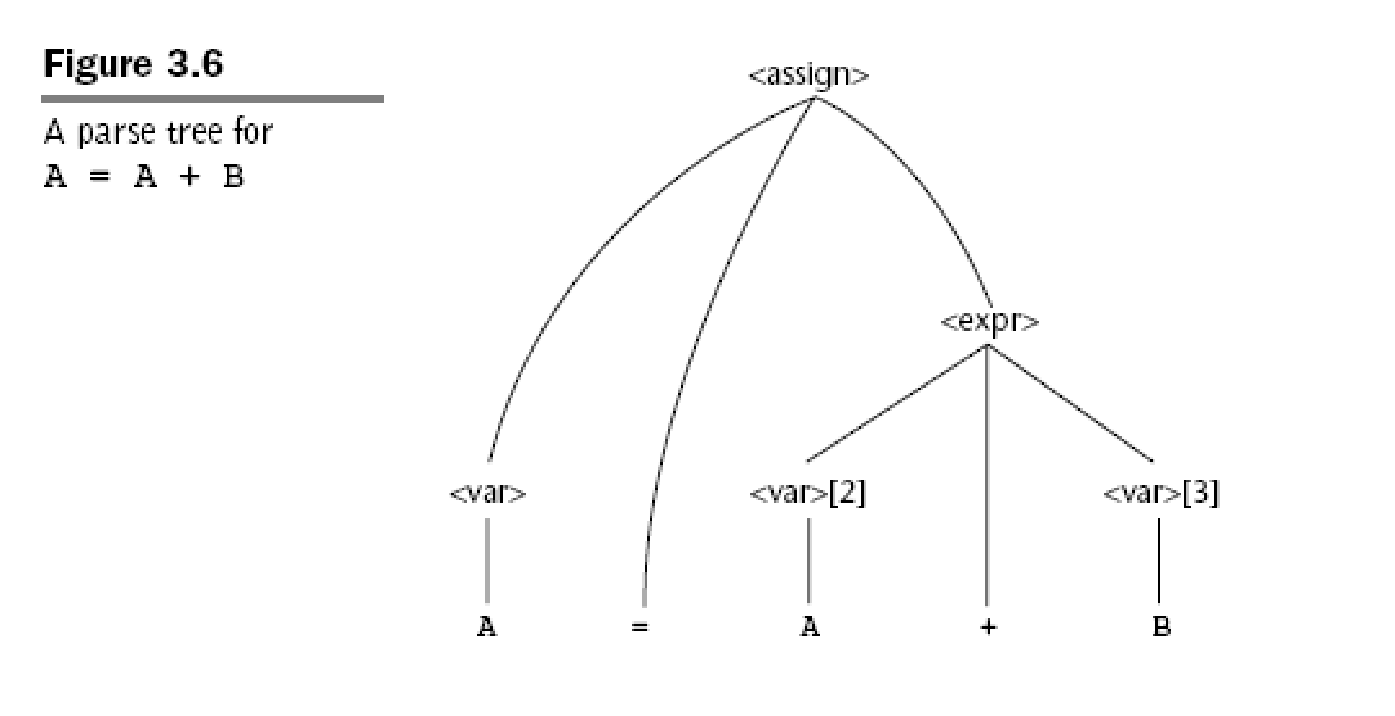 Figure 3.6
A parse tree for
A = A + B
<assign>
<expr>
<var> <var>[2] <var>[3]
A = A + B